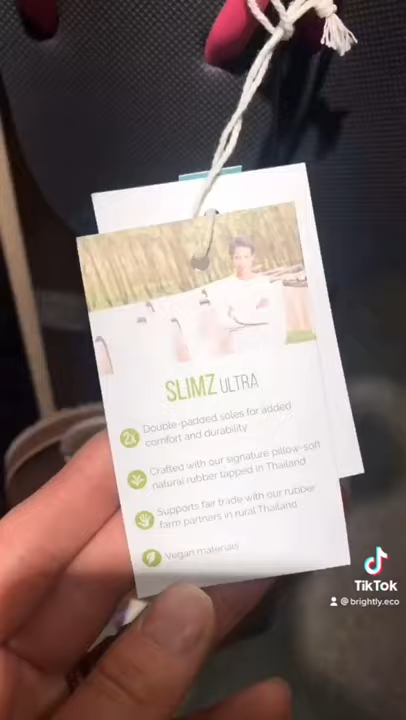 SLIMZ ULTRA
2x
Double-padded soles for added
comfort and durability
Crafted with our signature pillow-soft
natural rubber tapped in Thailand
Supports fair trade with our rubber
farm partners in rural Thailand
Vegan materials
TikTok
@brightly.eco